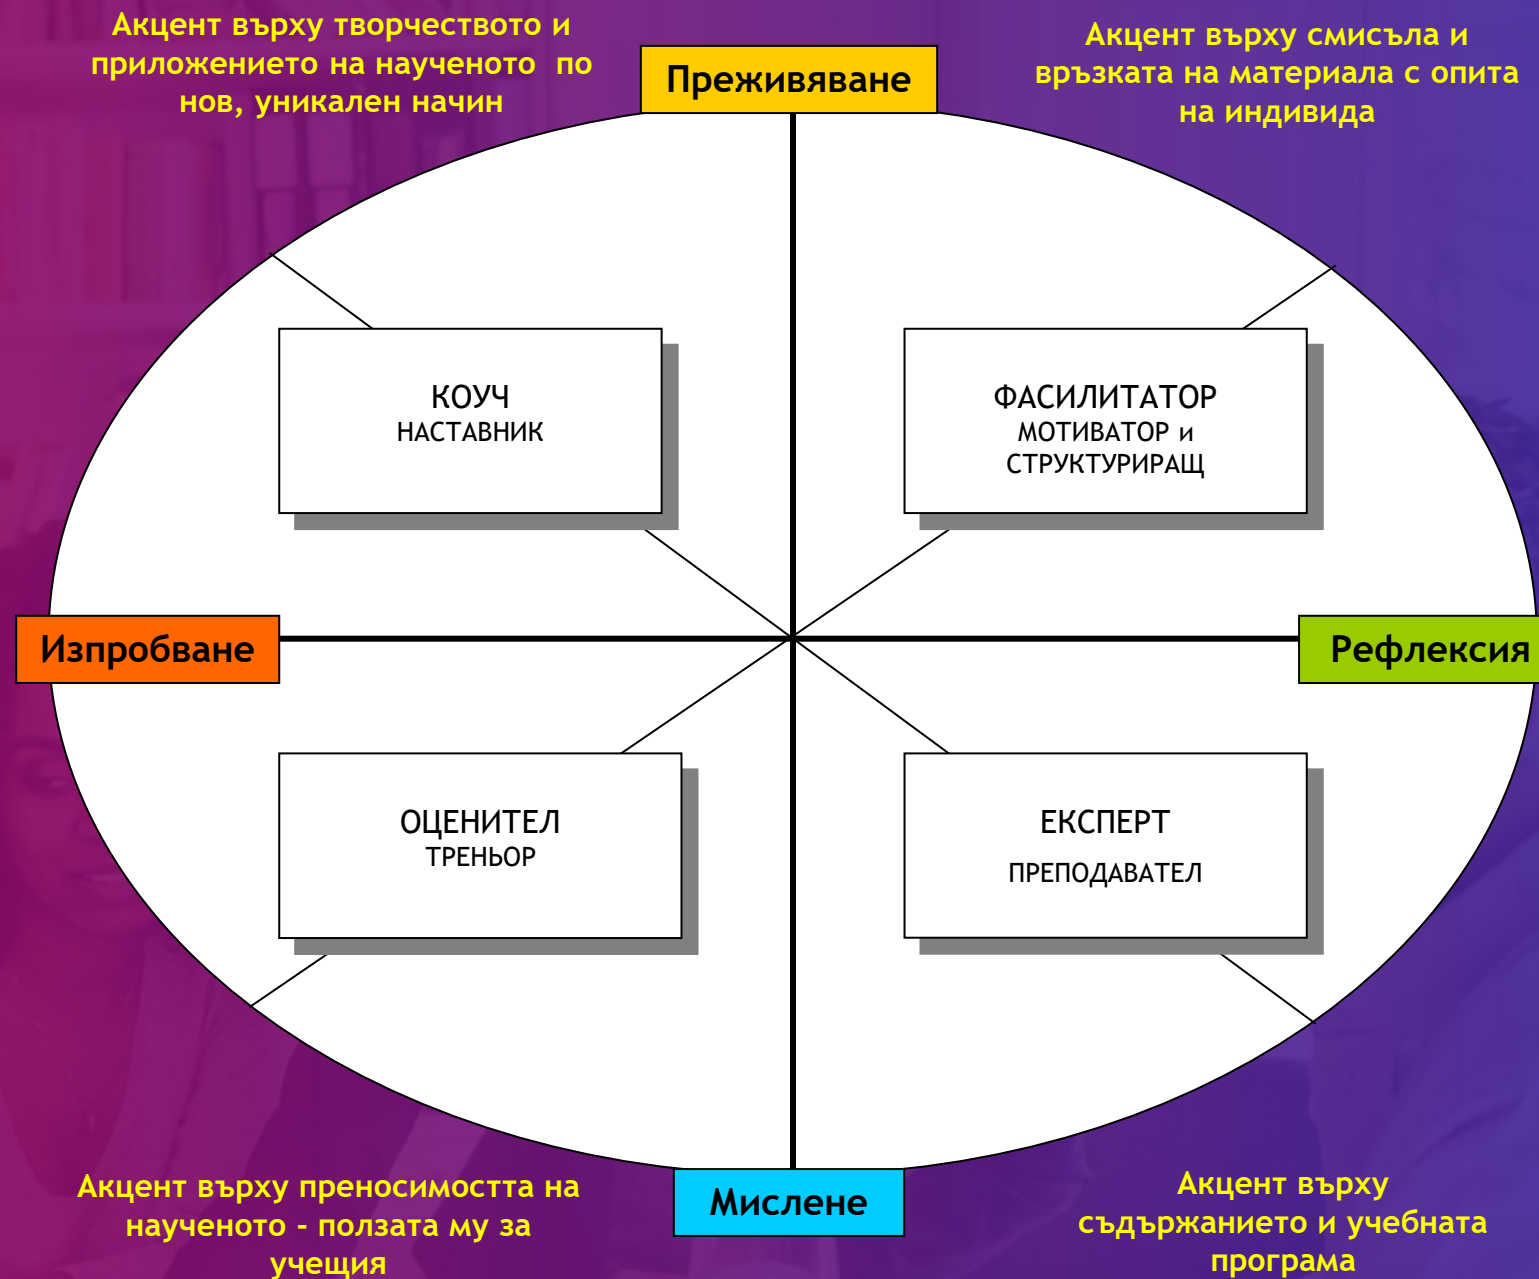 Акцент върху творчеството и
приложението на наученото по
нов, уникален начин
Преживяване
Акцент върху смисъла и
връзката на материала с опита
на индивида
КОУЧ
НАСТАВНИК
ФАСИЛИТАТОР
МОТИВАТОР и
СТРУКТУРИРАЩ
Изпробване
Рефлексия
ОЦЕНИТЕЛ
ТРЕНЬОР
ЕКСПЕРТ
ПРЕПОДАВАТЕЛ
Акцент върху преносимостта на
наученото - ползата му за
учещия
Мислене
Акцент върху
съдържанието и учебната
програма